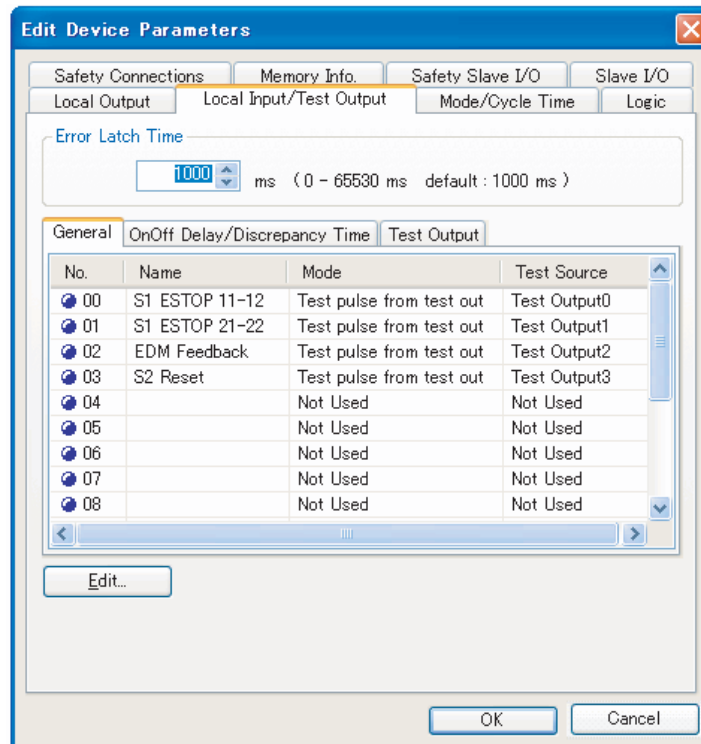 Edit Device Parameters
Safety Connections Memory Info. Safety Slave I/O Slave I/O
Local Output Local Input/Test Output Mode/Cycle Time Logic
Error Latch Time
1000 ms ( 0 - 65530 ms default : 1000 ms )
General OnOff Delay/Discrepancy Time Test Output
No. Name Mode Test Source
00 S1 ESTOP 11-12 Test pulse from test out Test Output0
01 S1 ESTOP 21-22 Test pulse from test out Test Output1
02 EDM Feedback Test pulse from test out Test Output2
03 S2 Reset Test pulse from test out Test Output3
04 Not Used Not Used
05 Not Used Not Used
06 Not Used Not Used
07 Not Used Not Used
08 Not Used Not Used
Edit...
OK Cancel